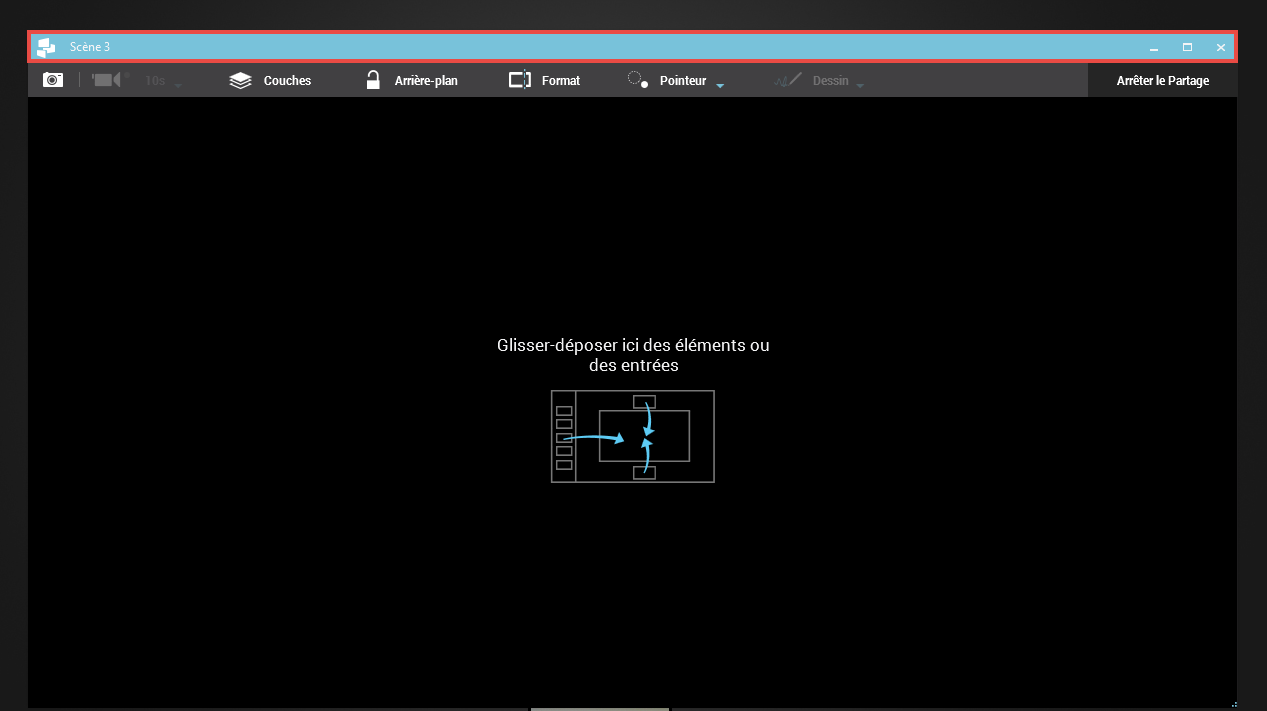 Scène 3
10s
Couches
Arrière-plan
Format
Pointeur
Dessin
Arrêter le Partage
Glisser-déposer ici des éléments ou
des entrées